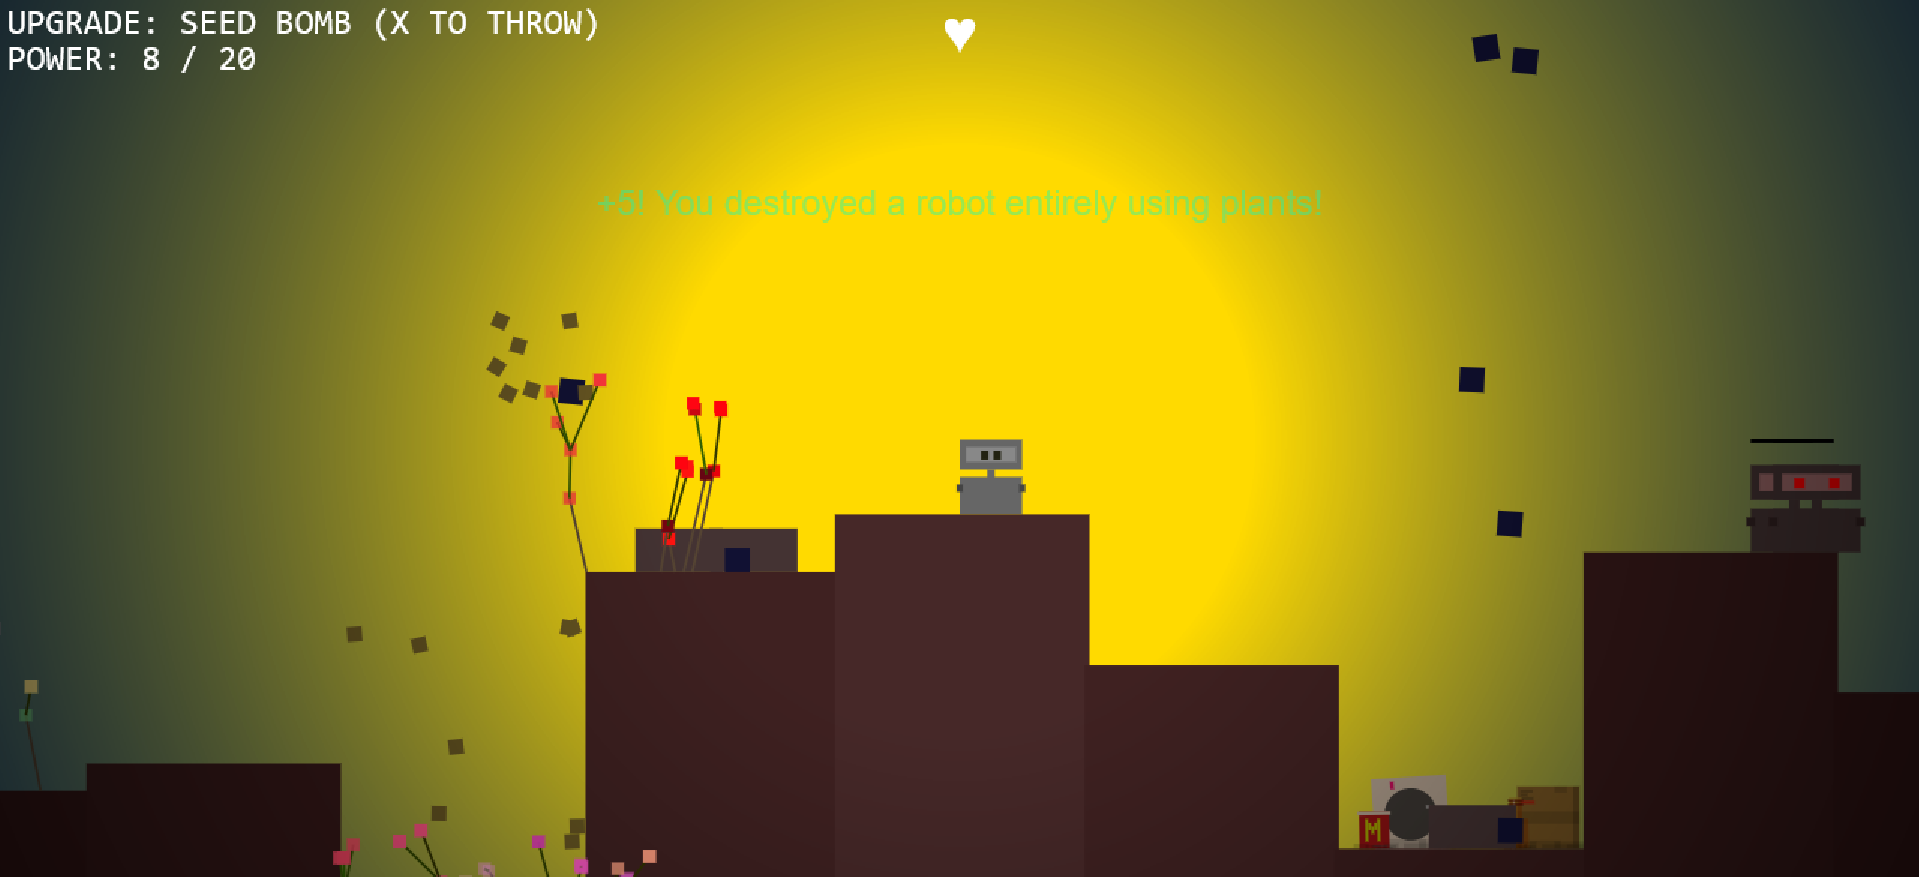 UPGRADE: SEED BOMB (X TO THROW)
POWER: 8 / 20
+5! You destroyed a robot entirely using plants!
M